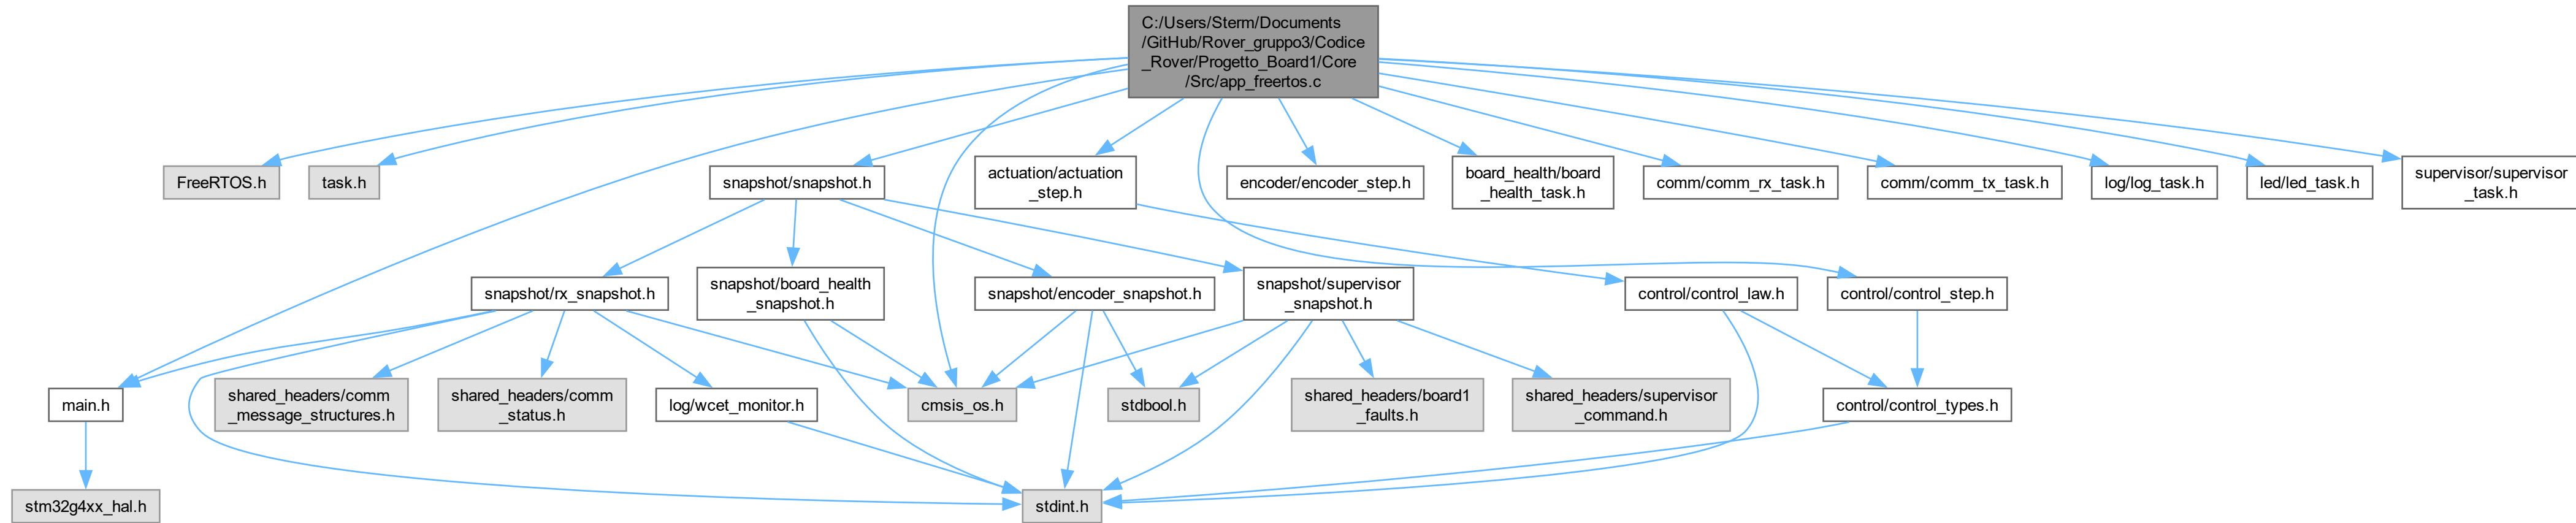 C:/Users/Sterm/Documents
/GitHub/Rover_gruppo3/Codice
_Rover/Progetto_Board1/Core
/Src/app_freertos.c
FreeRTOS.h
task.h
snapshot/snapshot.h
actuation/actuation
_step.h
encoder/encoder_step.h
board_health/board
_health_task.h
comm/comm_rx_task.h
comm/comm_tx_task.h
log/log_task.h
led/led_task.h
supervisor/supervisor
_task.h
snapshot/rx_snapshot.h
snapshot/board_health
_snapshot.h
snapshot/encoder_snapshot.h
snapshot/supervisor
_snapshot.h
control/control_law.h
control/control_step.h
main.h
shared_headers/comm
_message_structures.h
shared_headers/comm
_status.h
log/wcet_monitor.h
cmsis_os.h
stdbool.h
shared_headers/board1
_faults.h
shared_headers/supervisor
_command.h
control/control_types.h
stm32g4xx_hal.h
stdint.h